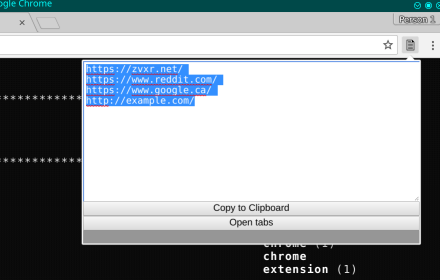 ogle Chrome
Person 1
https://zvxr.net/
https://www.reddit.com/
https://www.google.ca/
http://example.com/
************
************
Copy to Clipboard
Open tabs
chrome (1)
chrome
extension (1)